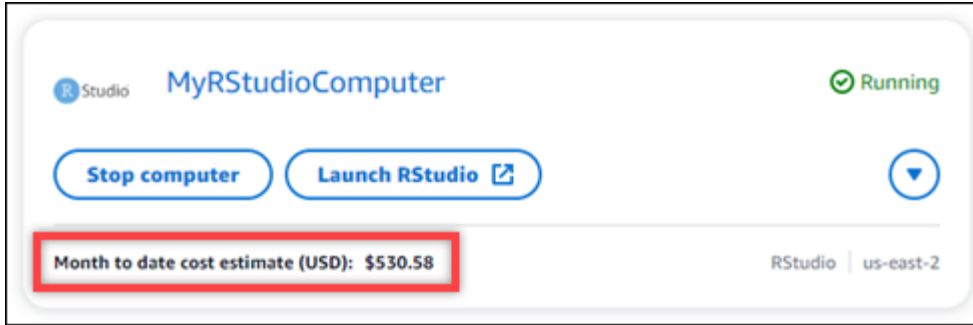 R Studio MyRStudioComputer Running
Stop computer Launch RStudio
Month to date cost estimate (USD): $530.58 RStudio us-east-2